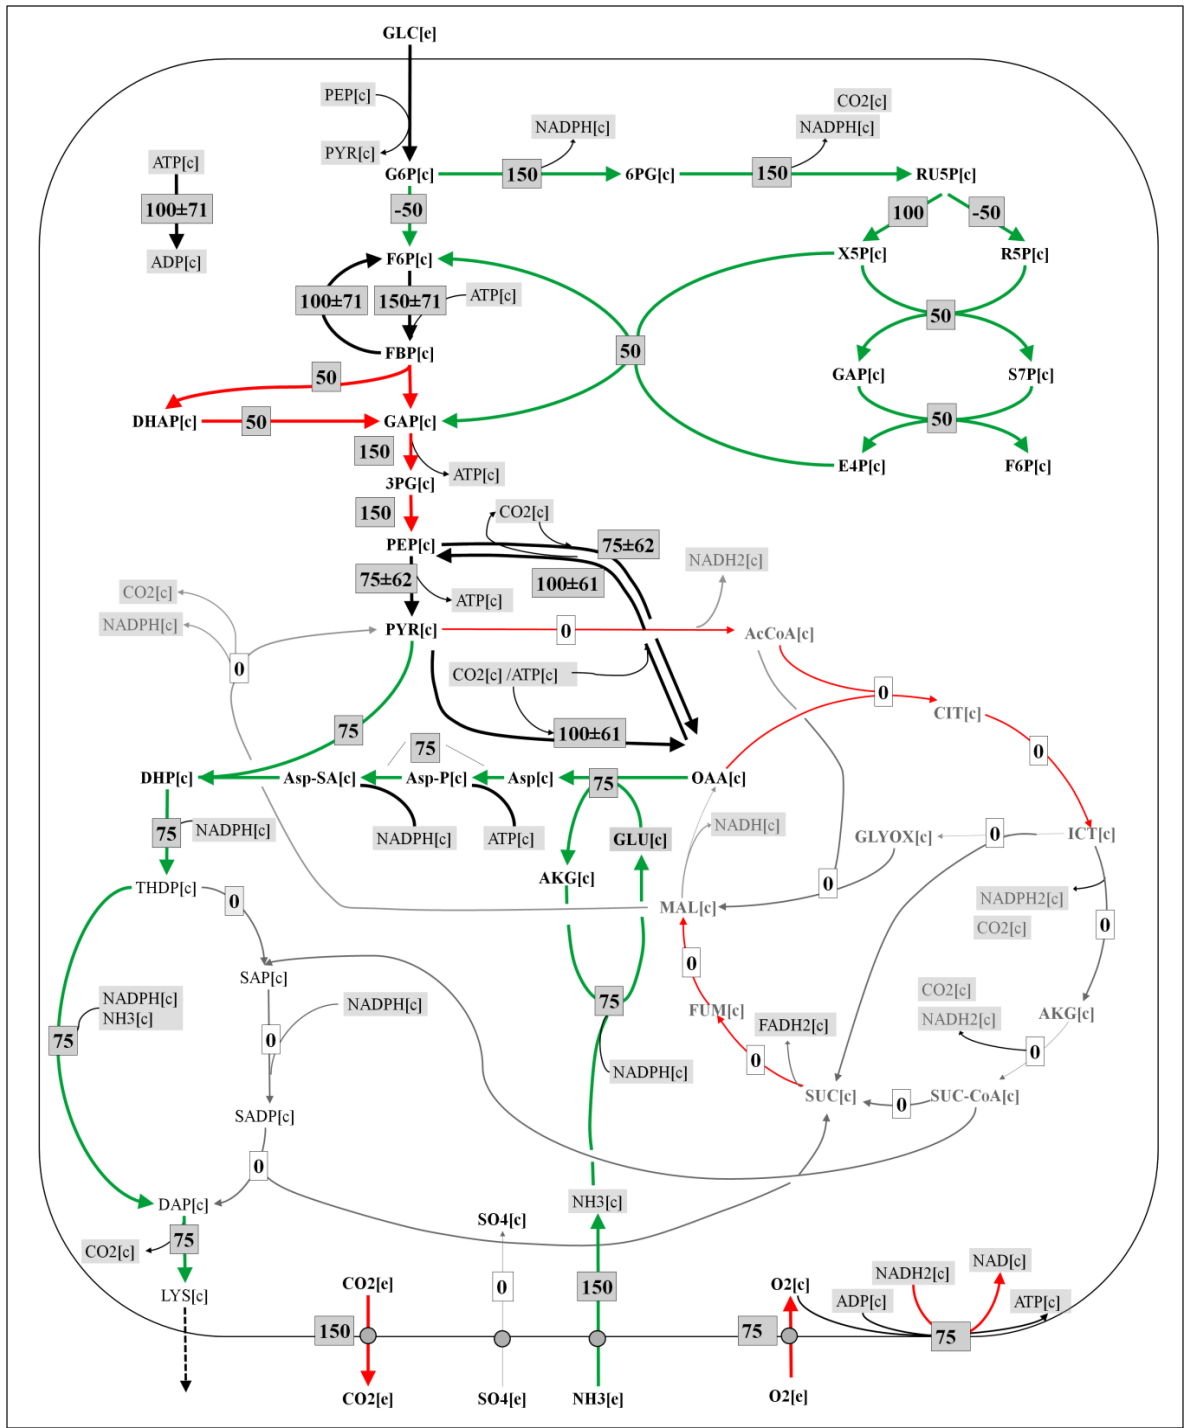 GLC[e]
PEP[c]
CO2[c]
NADPH[c]
NADPH[c]
PYR[c]
ATP[c]
G6P[c]
150
6PG[c]
150
RU5P[c]
100±71
-50
100
-50
ADP[c]
F6P[c]
X5P[c]
R5P[c]
100±71
150±71
ATP[c]
50
FBP[c]
50
50
GAP[c]
S7P[c]
DHAP[c]
50
GAP[c]
50
150
ATP[c]
E4P[c]
F6P[c]
3PG[c]
150
CO2[c]
PEP[c]
75±62
NADH2[c]
75±62
100±61
CO2[c]
ATP[c]
NADPH[c]
PYR[c]
0
AcCoA[c]
0
CO2[c] /ATP[c]
0
CIT[c]
75
100±61
75
0
DHP[c]
Asp-SA[c]
Asp-P[c]
Asp[c]
75
OAA[c]
75
NADPH[c]
NADPH[c]
ATP[c]
GLU[c]
NADH[c]
GLYOX[c]
0
ICT[c]
THDP[c]
0
AKG[c]
0
MAL[c]
NADPH2[c]
CO2[c]
0
SAP[c]
0
NADPH[c]
NH3[c]
NADPH[c]
75
FUM[c]
CO2[c]
NADH2[c]
AKG[c]
75
0
FADH2[c]
0
0
NADPH[c]
SUC[c]
0
SUC-CoA[c]
SADP[c]
0
DAP[c]
NH3[c]
SO4[c]
CO2[c]
75
LYS[c]
CO2[e]
0
150
O2[c]
NADH2[c]
NAD[c]
ADP[c]
ATP[c]
150
75
75
CO2[e]
SO4[e]
NH3[e]
O2[e]